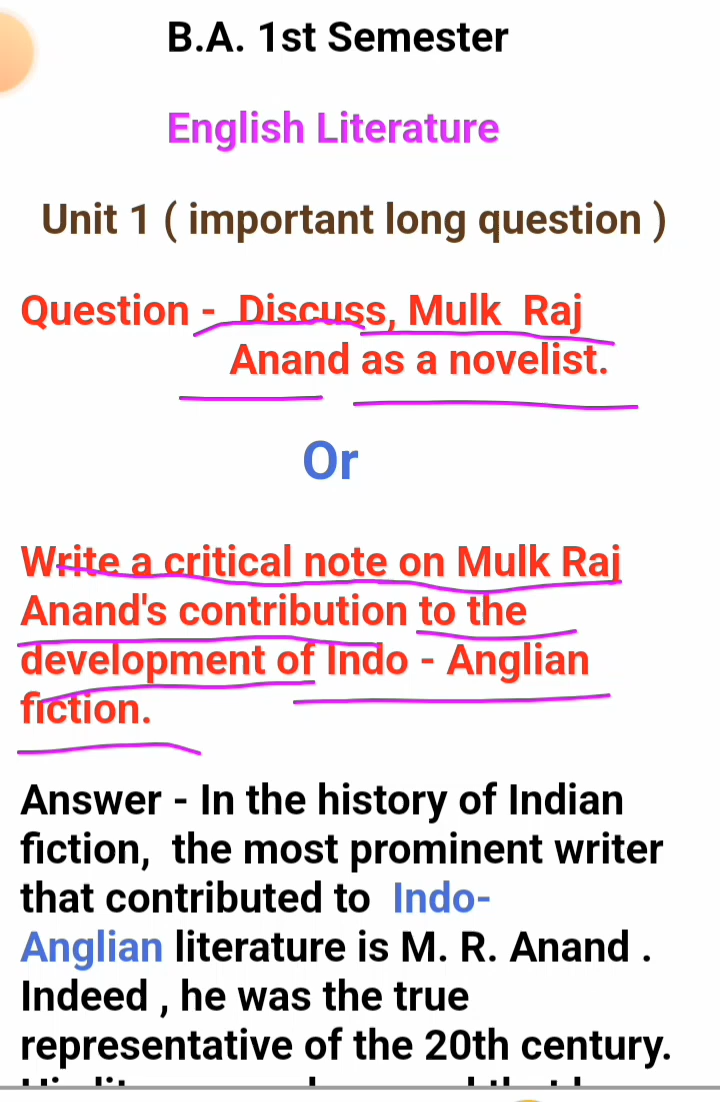 B.A. 1st Semester
English Literature
Unit 1 ( important long question )
Question - Discuss, Mulk Raj
Anand as a novelist.
Or
Write a critical note on Mulk Raj
Anand's contribution to the
development of Indo - Anglian
fiction.
Answer - In the history of Indian
fiction, the most prominent writer
that contributed to Indo-
Anglian literature is M. R. Anand .
Indeed , he was the true
representative of the 20th century.